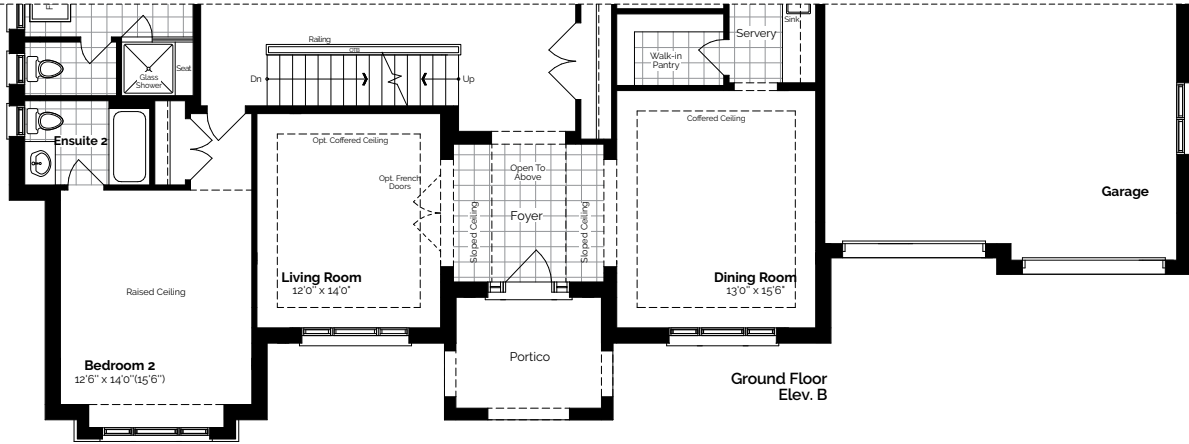 Sink
Servery
Railing
OTB
Walk-in
Pantry
Seat
Glass
Shower
Dn
Up
Ensuite 2
Opt. Coffered Ceiling
Coffered Ceiling
Opt. French
Doors
Open To
Above
Foyer
Sloped Ceiling
Sloped Ceiling
Garage
Living Room
12'0" x 14'0"
Dining Room
13'0" x 15'6"
Raised Ceiling
Bedroom 2
12'6" x 14'0"(15'6")
Portico
Ground Floor
Elev. B